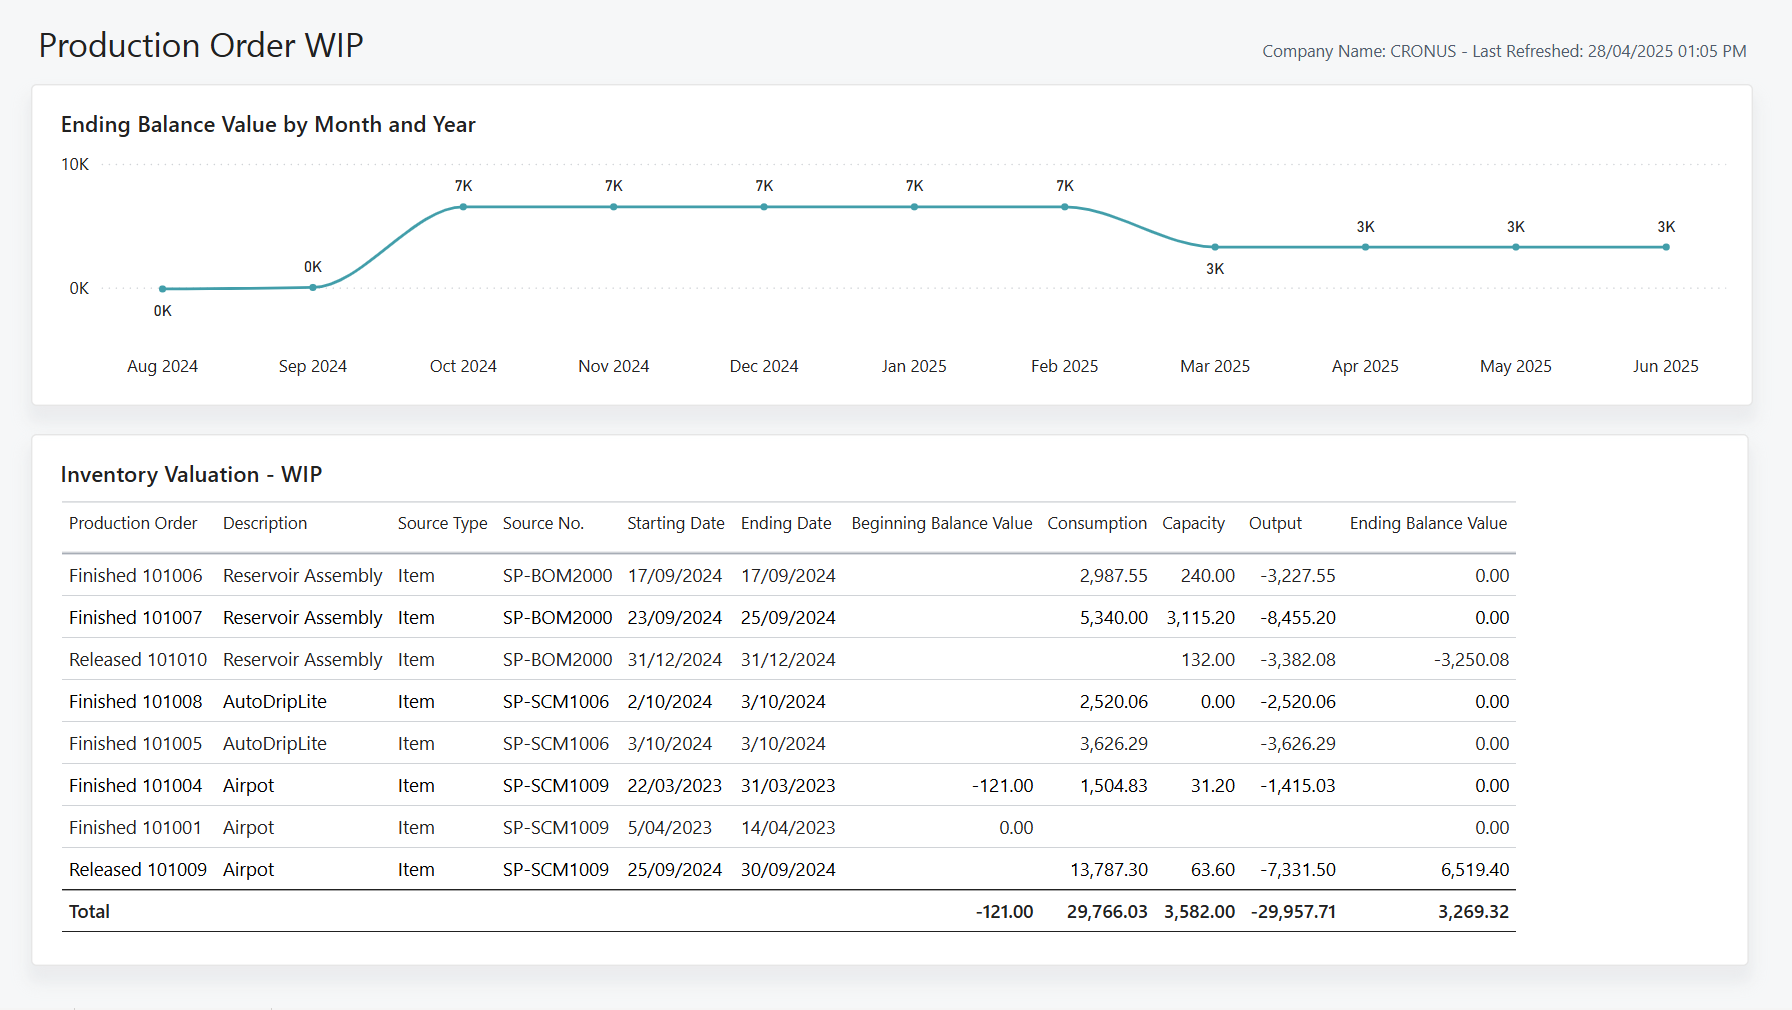 Production Order WIP
Company Name: CRONUS - Last Refreshed: 28/04/2025 01:05 PM
Ending Balance Value by Month and Year
10K
7K 7K 7K 7K 7K
3K 3K 3K
0K
3K
0K
0K
Aug 2024 Sep 2024 Oct 2024 Nov 2024 Dec 2024 Jan 2025 Feb 2025 Mar 2025 Apr 2025 May 2025 Jun 2025
Inventory Valuation - WIP
Production Order Description Source Type Source No. Starting Date Ending Date Beginning Balance Value Consumption Capacity Output Ending Balance Value
Finished 101006 Reservoir Assembly Item SP-BOM2000 17/09/2024 17/09/2024 2,987.55 240.00 -3,227.55 0.00
Finished 101007 Reservoir Assembly Item SP-BOM2000 23/09/2024 25/09/2024 5,340.00 3,115.20 -8,455.20 0.00
Released 101010 Reservoir Assembly Item SP-BOM2000 31/12/2024 31/12/2024 132.00 -3,382.08 -3,250.08
Finished 101008 AutoDripLite Item SP-SCM1006 2/10/2024 3/10/2024 2,520.06 0.00 -2,520.06 0.00
Finished 101005 AutoDripLite Item SP-SCM1006 3/10/2024 3/10/2024 3,626.29 -3,626.29 0.00
Finished 101004 Airpot Item SP-SCM1009 22/03/2023 31/03/2023 -121.00 1,504.83 31.20 -1,415.03 0.00
Finished 101001 Airpot Item SP-SCM1009 5/04/2023 14/04/2023 0.00 0.00
Released 101009 Airpot Item SP-SCM1009 25/09/2024 30/09/2024 13,787.30 63.60 -7,331.50 6,519.40
Total -121.00 29,766.03 3,582.00 -29,957.71 3,269.32